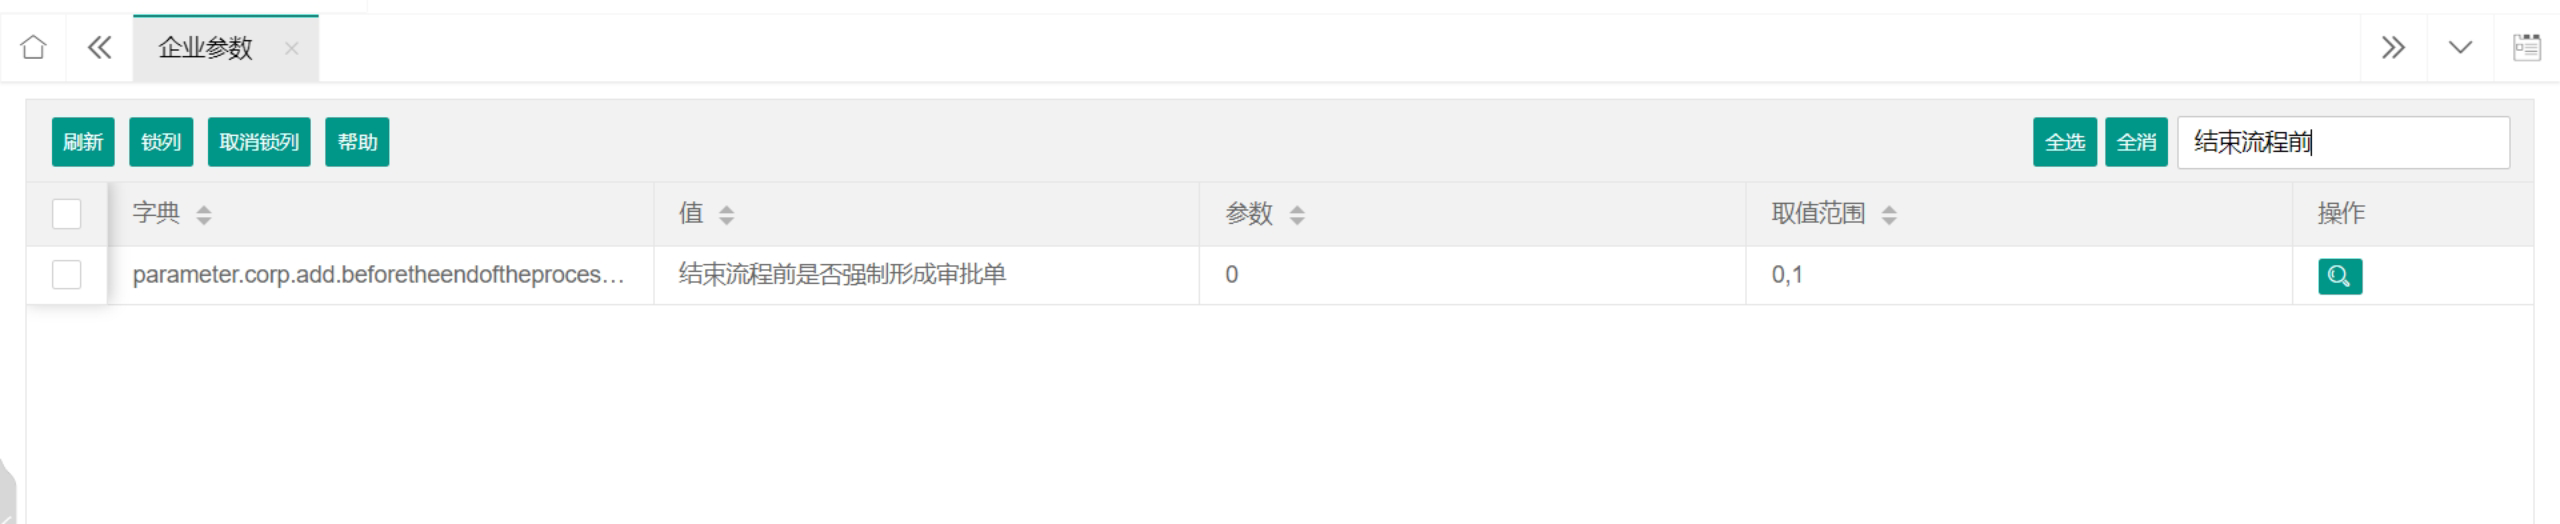 企业参数
刷新 锁列 取消锁列 帮助 全选 全消 结束流程前
字典 值 参数 取值范围 操作
parameter.corp.add.beforetheendoftheproces... 结束流程前是否强制形成审批单 0 0,1